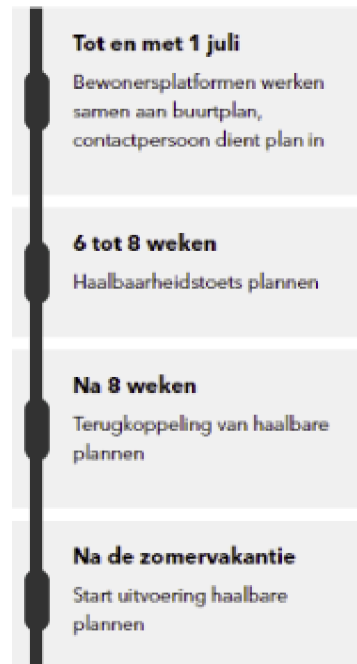 Tot en met 1 juli
Bewonersplatformen werken
samen aan buurtplan,
contactpersoon dient plan in
6 tot 8 weken
Haalbaarheidstoets plannen
Na 8 weken
Terugkoppeling van haalbare
plannen
Na de zomervakantie
Start uitvoering haalbare
plannen